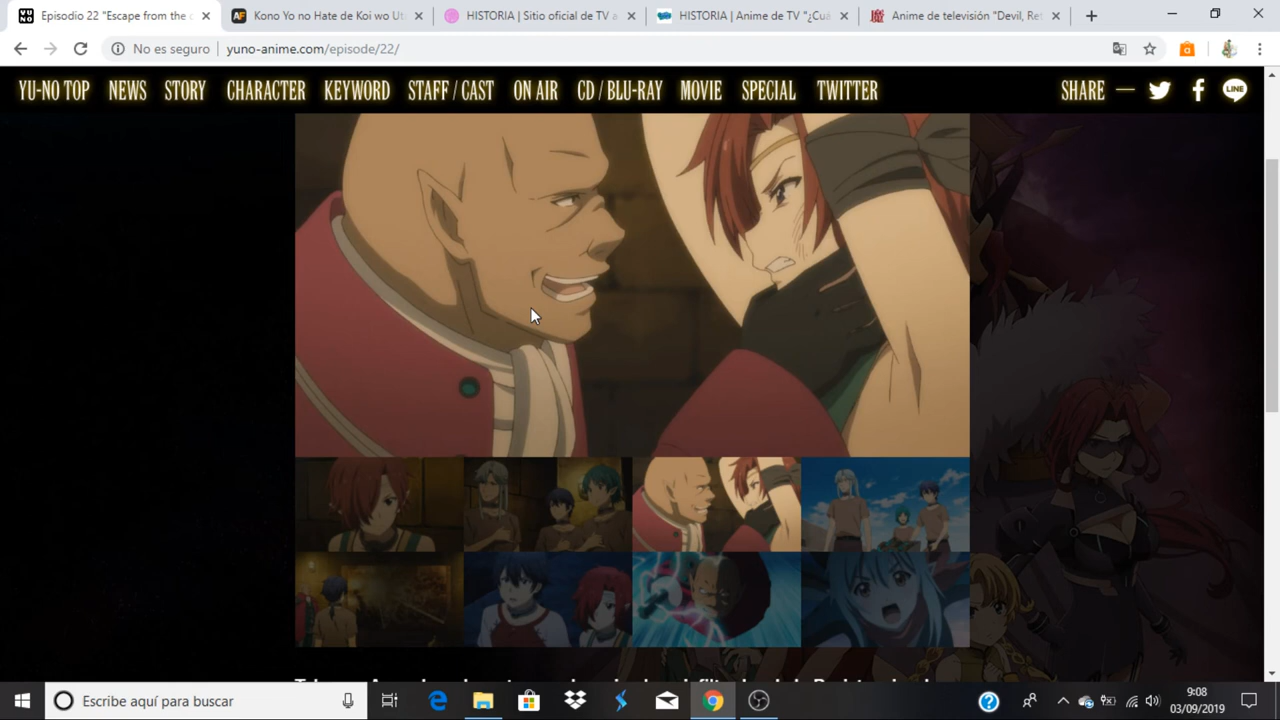 YU NO
Episodio 22 "Escape from the c
Kono Yo no Hate de Koi wo Ut
HISTORIA | Sitio oficial de TV a
HISTORIA | Anime de TV "¿Cuá
Anime de televisión "Devil, Ret
No es seguro
yuno-anime.com/episode/22/
YU-NO TOP NEWS STORY CHARACTER KEYWORD STAFF / CAST ON AIR CD / BLU-RAY MOVIE SPECIAL TWITTER SHARE
LINE
Escribe aquí para buscar
9:08
03/09/2019